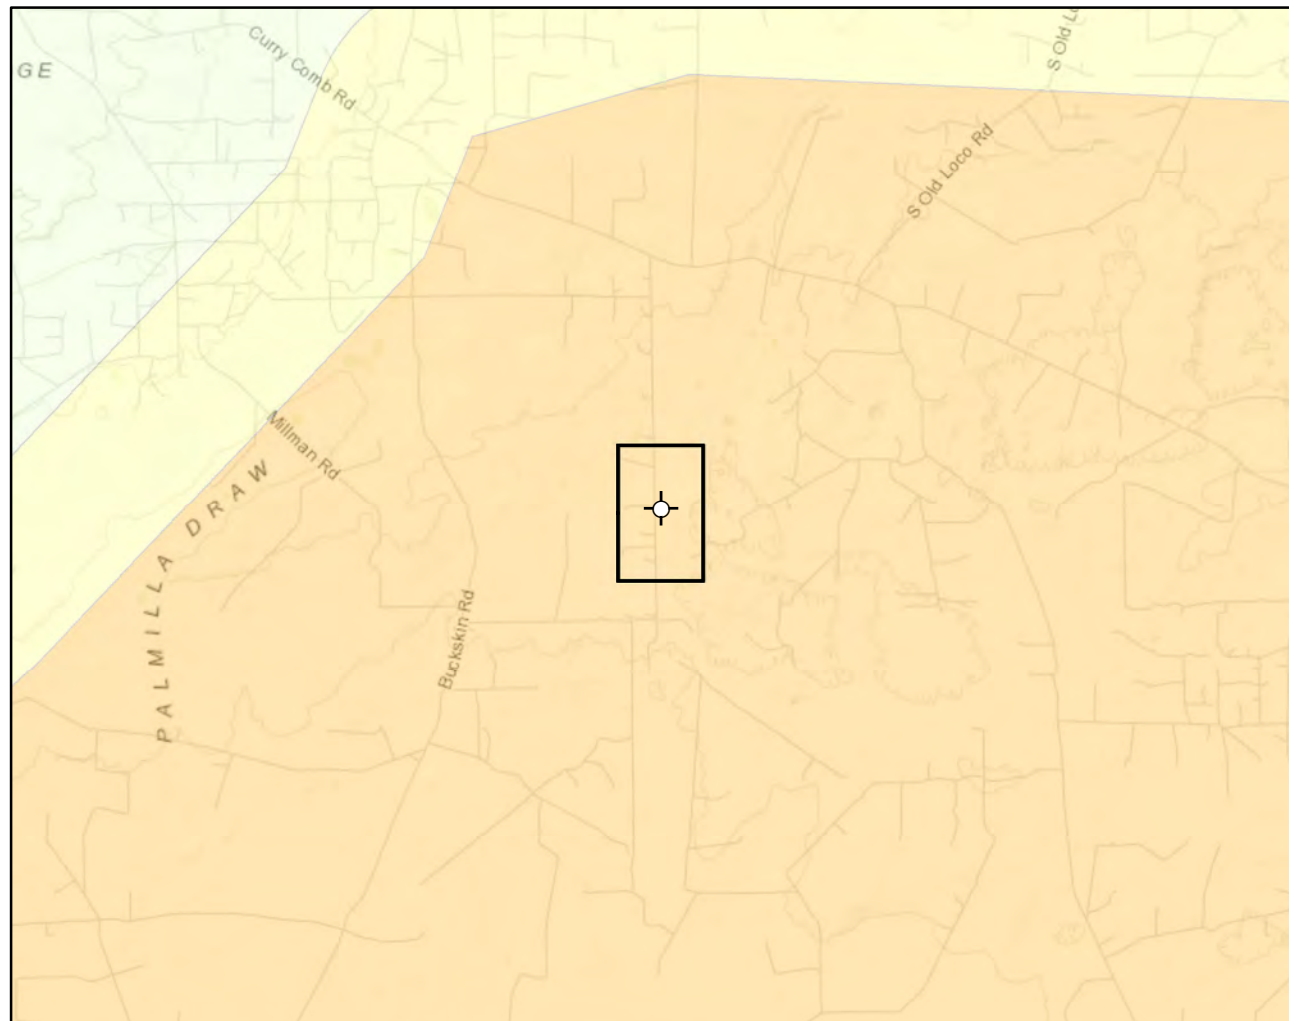 GE
Curry Comb Rd
S Old Lo
S Old Loco Rd
Millman Rd
PALMILLA DRAW
Buckskin Rd